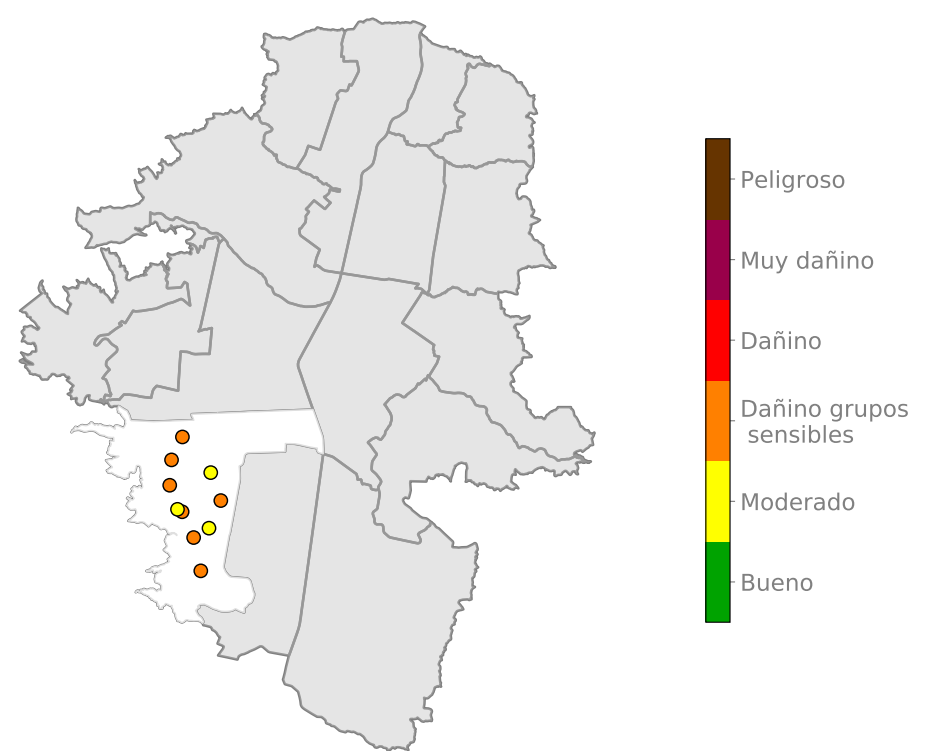 Peligroso
Muy dañino
Dañino
Dañino grupos
sensibles
Moderado
Bueno